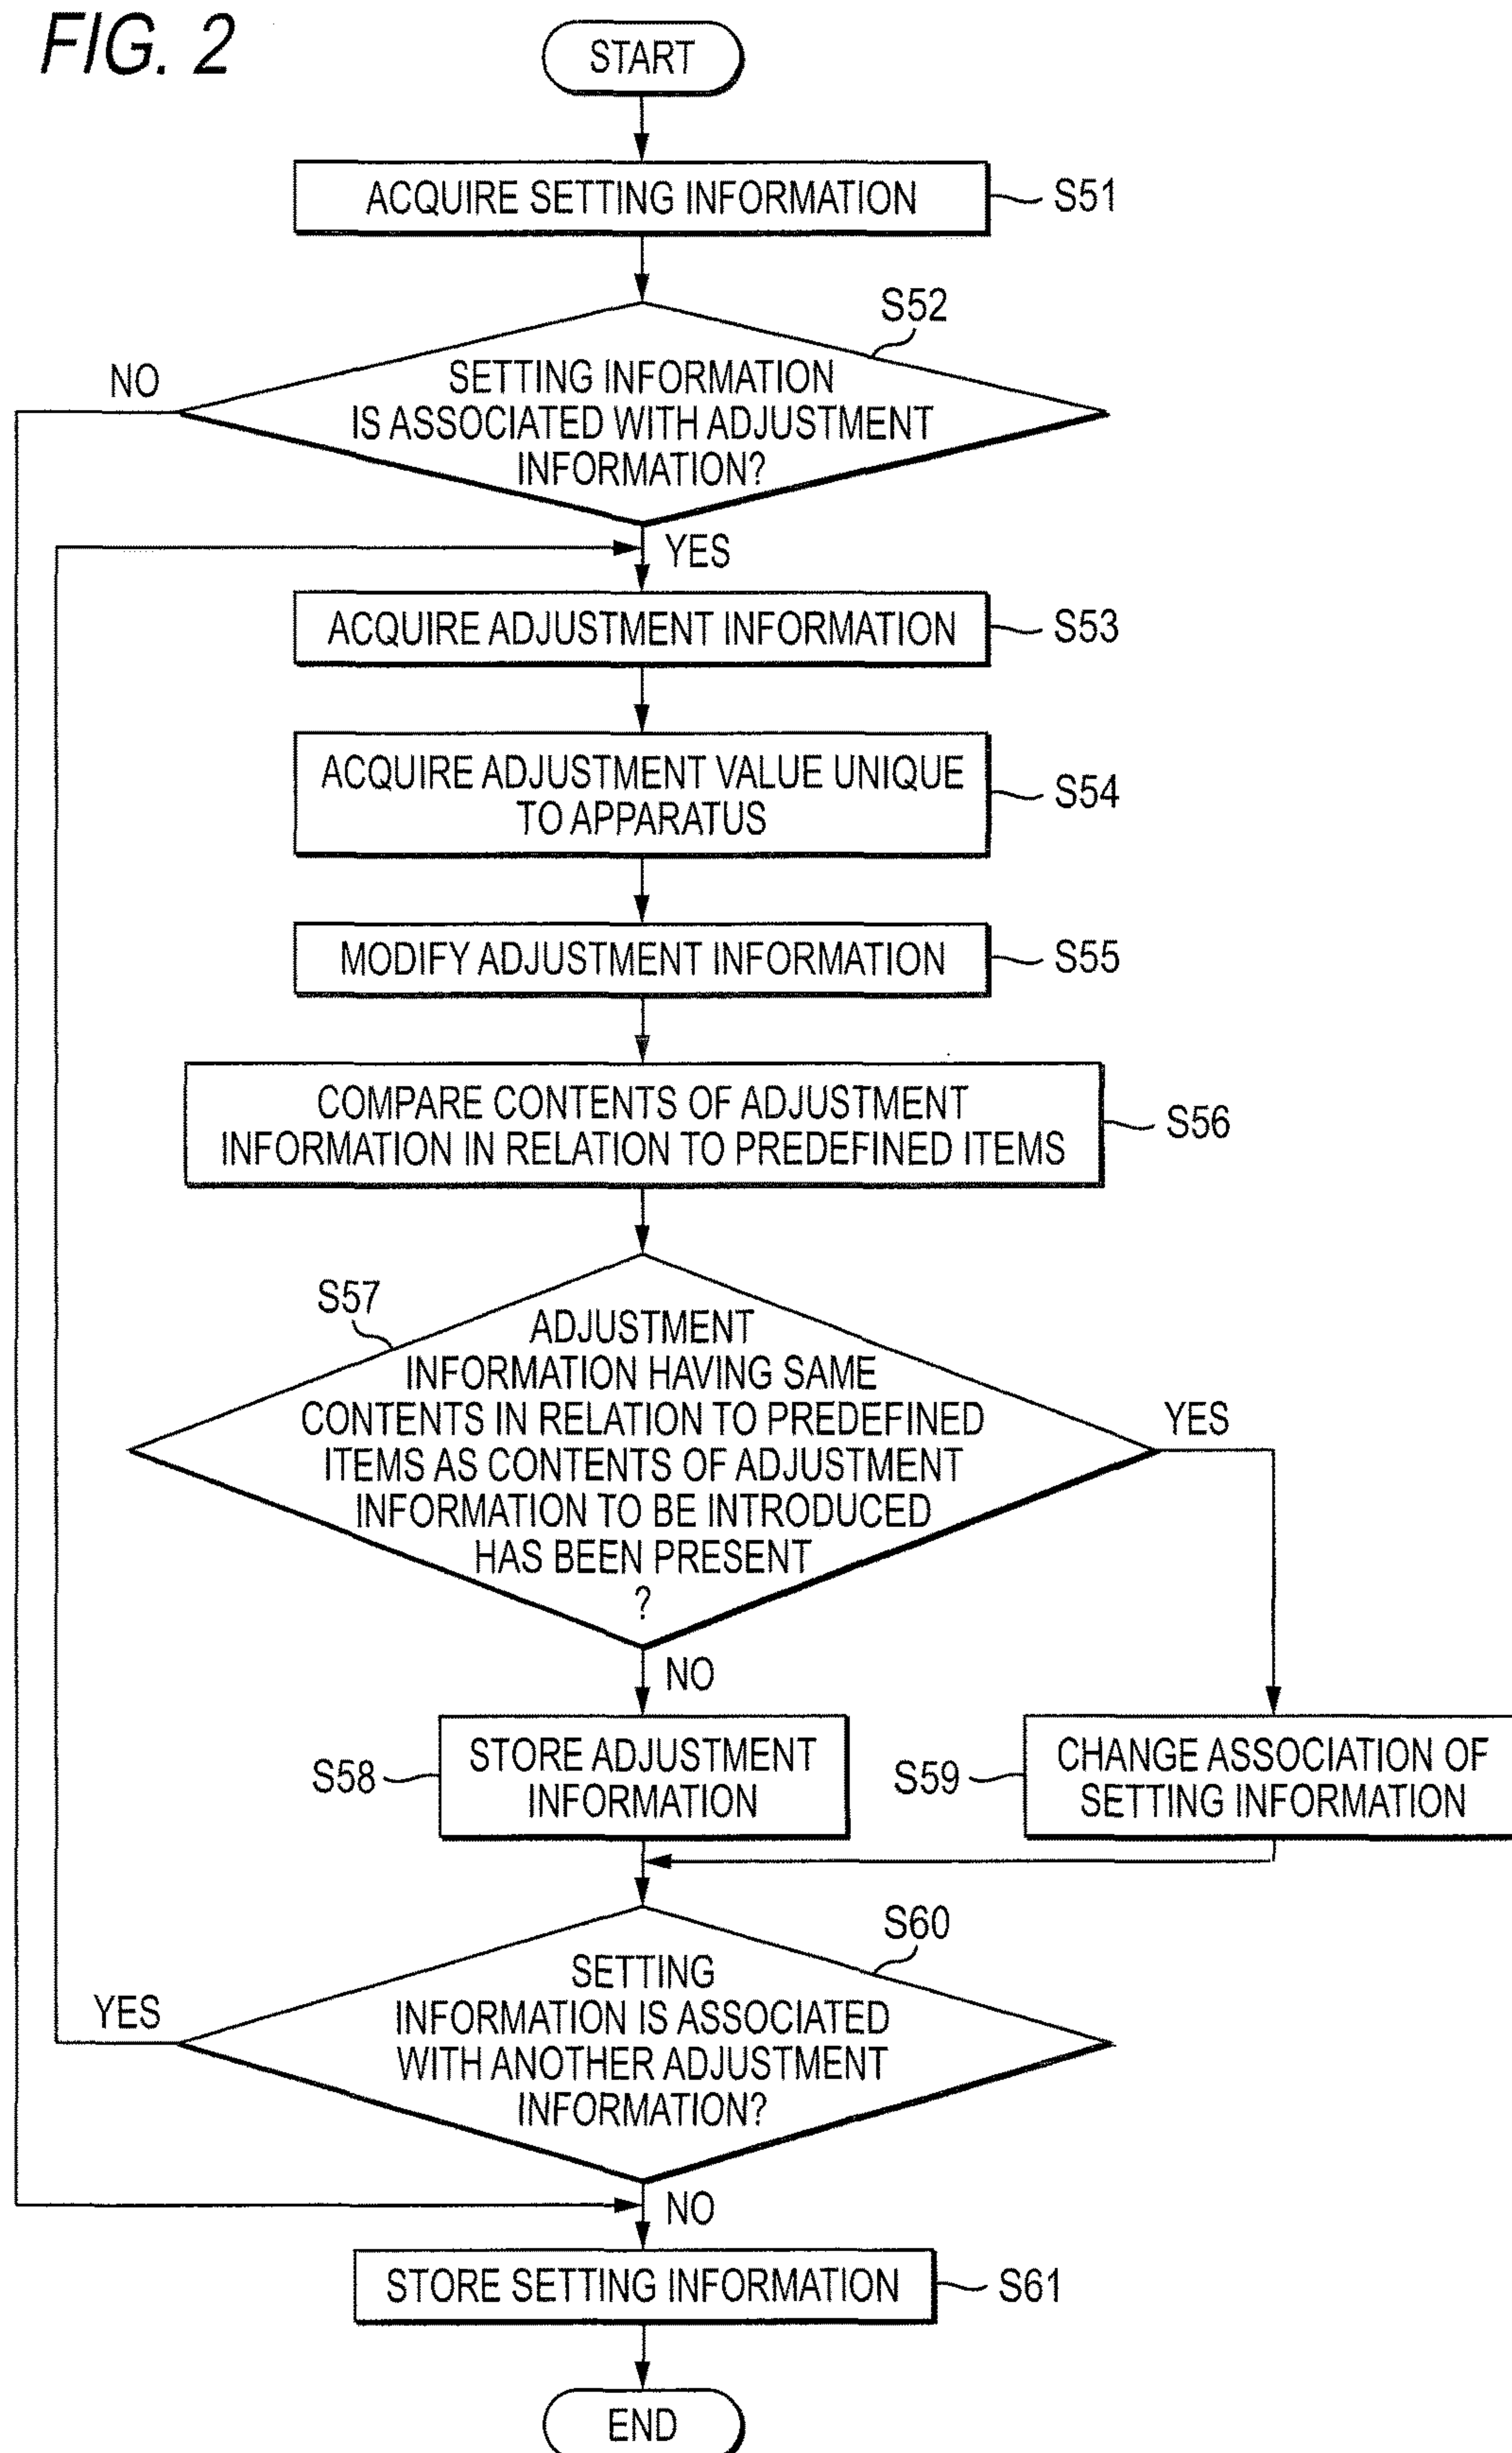 FIG. 2
START
ACQUIRE SETTING INFORMATION
S51
S52
NO
SETTING INFORMATION
IS ASSOCIATED WITH ADJUSTMENT
INFORMATION?
YES
ACQUIRE ADJUSTMENT INFORMATION
S53
ACQUIRE ADJUSTMENT VALUE UNIQUE
TO APPARATUS
S54
MODIFY ADJUSTMENT INFORMATION
S55
COMPARE CONTENTS OF ADJUSTMENT
INFORMATION IN RELATION TO PREDEFINED ITEMS
S56
S57
ADJUSTMENT
INFORMATION HAVING SAME
CONTENTS IN RELATION TO PREDEFINED
ITEMS AS CONTENTS OF ADJUSTMENT
INFORMATION TO BE INTRODUCED
HAS BEEN PRESENT
?
YES
NO
S58
STORE ADJUSTMENT
INFORMATION
S59
CHANGE ASSOCIATION OF
SETTING INFORMATION
S60
SETTING
INFORMATION IS ASSOCIATED
WITH ANOTHER ADJUSTMENT
INFORMATION?
YES
NO
STORE SETTING INFORMATION
S61
END